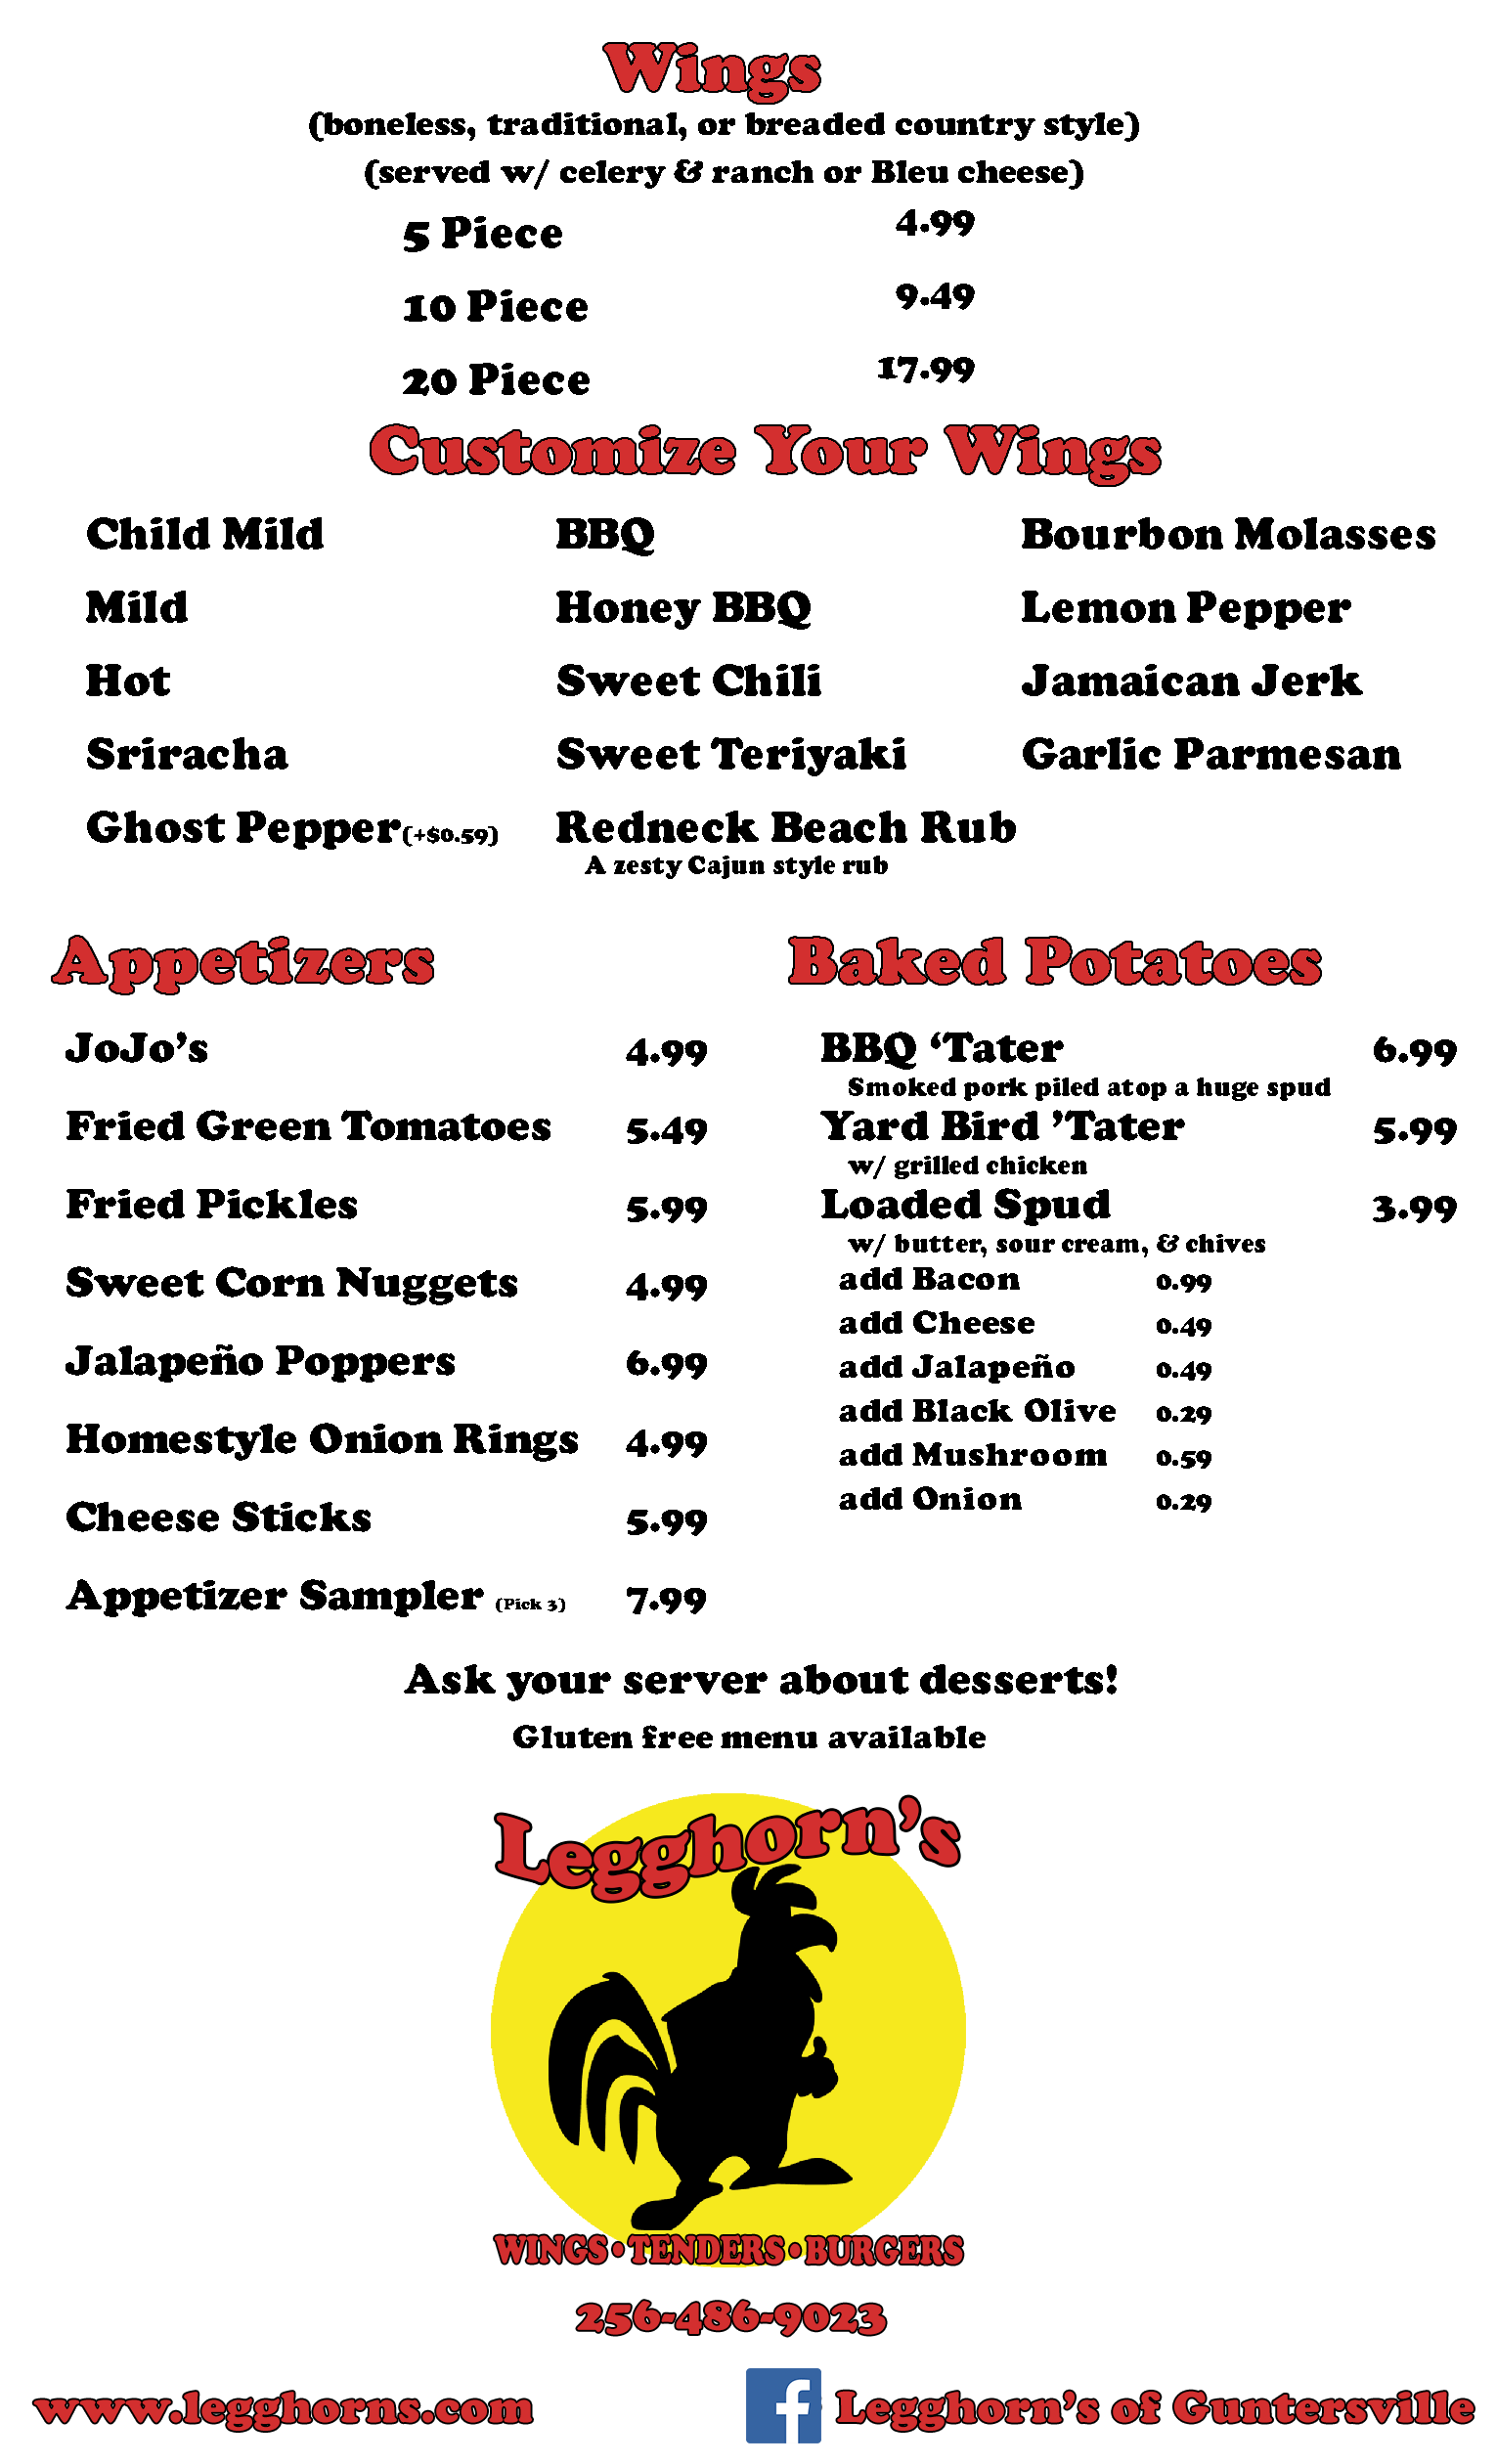 Wings
(boneless, traditional, or breaded country style)
(served w/ celery & ranch or Bleu cheese)
5 Piece 4.99
10 Piece 9.49
20 Piece 17.99
Customize Your Wings
Child Mild BBQ Bourbon Molasses
Mild Honey BBQ Lemon Pepper
Hot Sweet Chili Jamaican Jerk
Sriracha Sweet Teriyaki Garlic Parmesan
Ghost Pepper(+$0.59) Redneck Beach Rub
A zesty Cajun style rub
Appetizers
JoJo’s 4.99
Fried Green Tomatoes 5.49
Fried Pickles 5.99
Sweet Corn Nuggets 4.99
Jalapeño Poppers 6.99
Homestyle Onion Rings 4.99
Cheese Sticks 5.99
Appetizer Sampler (Pick 3) 7.99
Baked Potatoes
BBQ ‘Tater 6.99
Smoked pork piled atop a huge spud
Yard Bird ’Tater 5.99
w/ grilled chicken
Loaded Spud 3.99
w/ butter, sour cream, & chives
add Bacon 0.99
add Cheese 0.49
add Jalapeño 0.49
add Black Olive 0.29
add Mushroom 0.59
add Onion 0.29
Ask your server about desserts!
Gluten free menu available
Legghorn’s
WINGS • TENDERS • BURGERS
256-486-9023
www.legghorns.com
f Legghorn’s of Guntersville